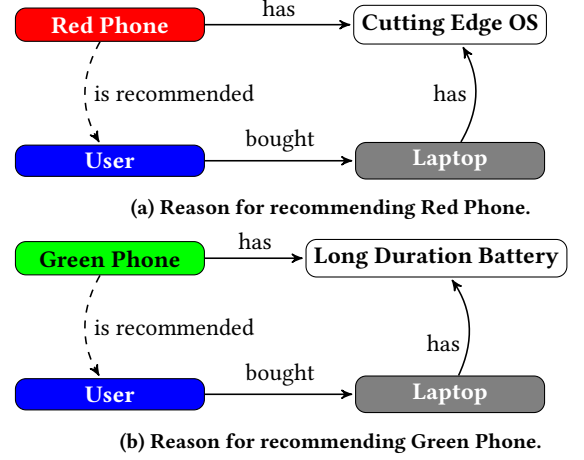 Red Phone
has
Cutting Edge OS
is recommended
has
User
bought
Laptop
(a) Reason for recommending Red Phone.
Green Phone
has
Long Duration Battery
is recommended
has
User
bought
Laptop
(b) Reason for recommending Green Phone.